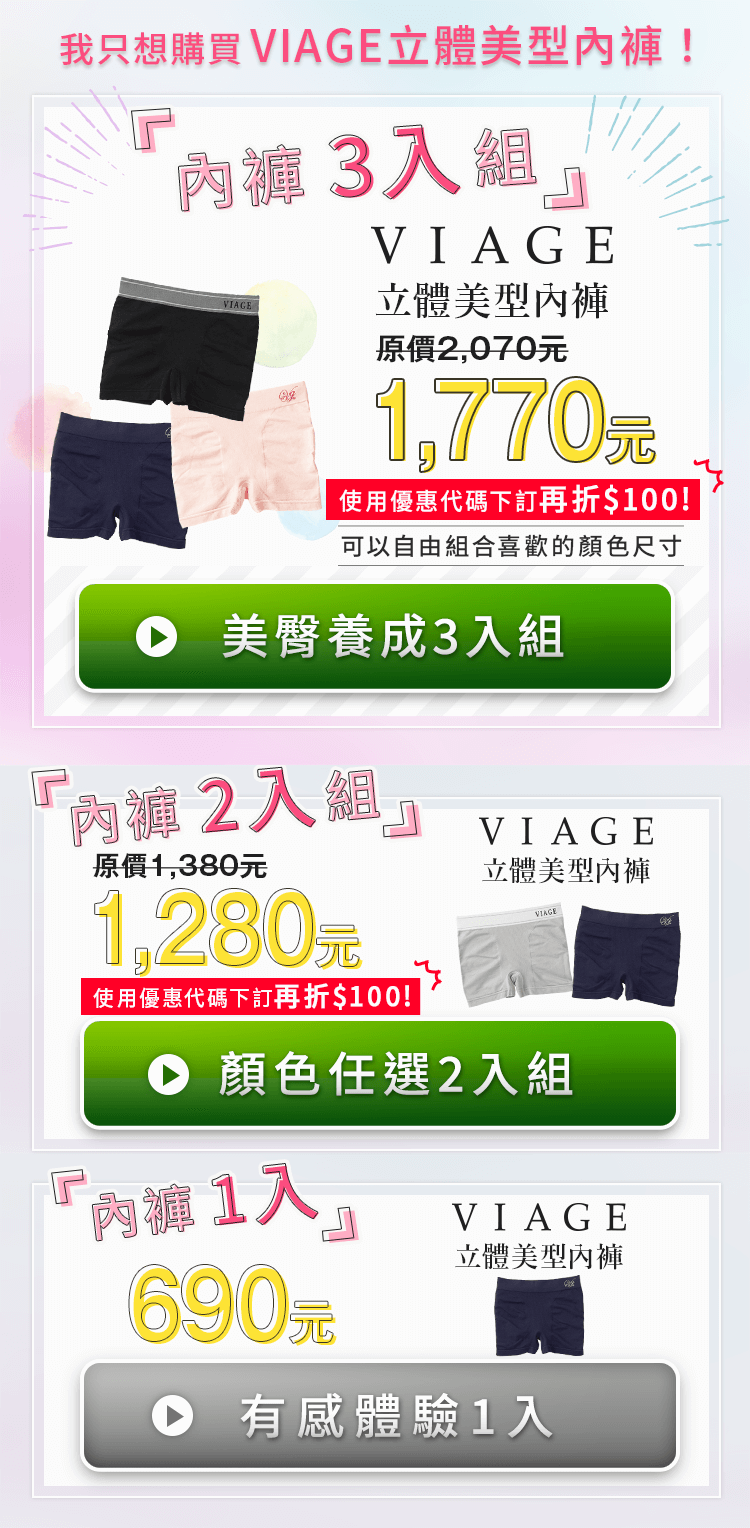 我只想購買VIAGE立體美型內褲！
『內褲3入組』
VIAGE
立體美型內褲
原價2,070元
1,770元
使用優惠代碼下訂再折$100!
可以自由組合喜歡的顏色尺寸
VIAGE
美臀養成3入組
『內褲2入組』
原價1,380元
1,280元
使用優惠代碼下訂再折$100!
VIAGE
立體美型內褲
VIAGE
顏色任選2入組
『內褲1入』
690元
VIAGE
立體美型內褲
有感體驗1入